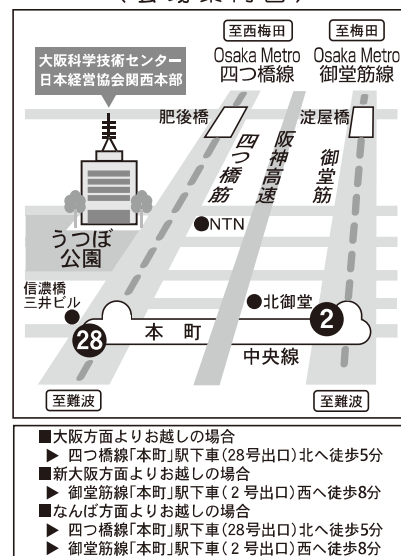 至西梅田
至梅田
Osaka Metro
四つ橋線
Osaka Metro
御堂筋線
大阪科学技術センター
日本経営協会関西本部
肥後橋
淀屋橋
四つ橋筋
阪神高速
御堂筋
●NTN
うつぼ
公園
信濃橋
三井ビル
●北御堂
28
本町
2
中央線
至難波
至難波
■大阪方面よりお越しの場合
▶ 四つ橋線「本町」駅下車(28号出口)北へ徒歩5分
■新大阪方面よりお越しの場合
▶ 御堂筋線「本町」駅下車(2号出口)西へ徒歩8分
■なんば方面よりお越しの場合
▶ 四つ橋線「本町」駅下車(28号出口)北へ徒歩5分
▶ 御堂筋線「本町」駅下車(2号出口)西へ徒歩8分